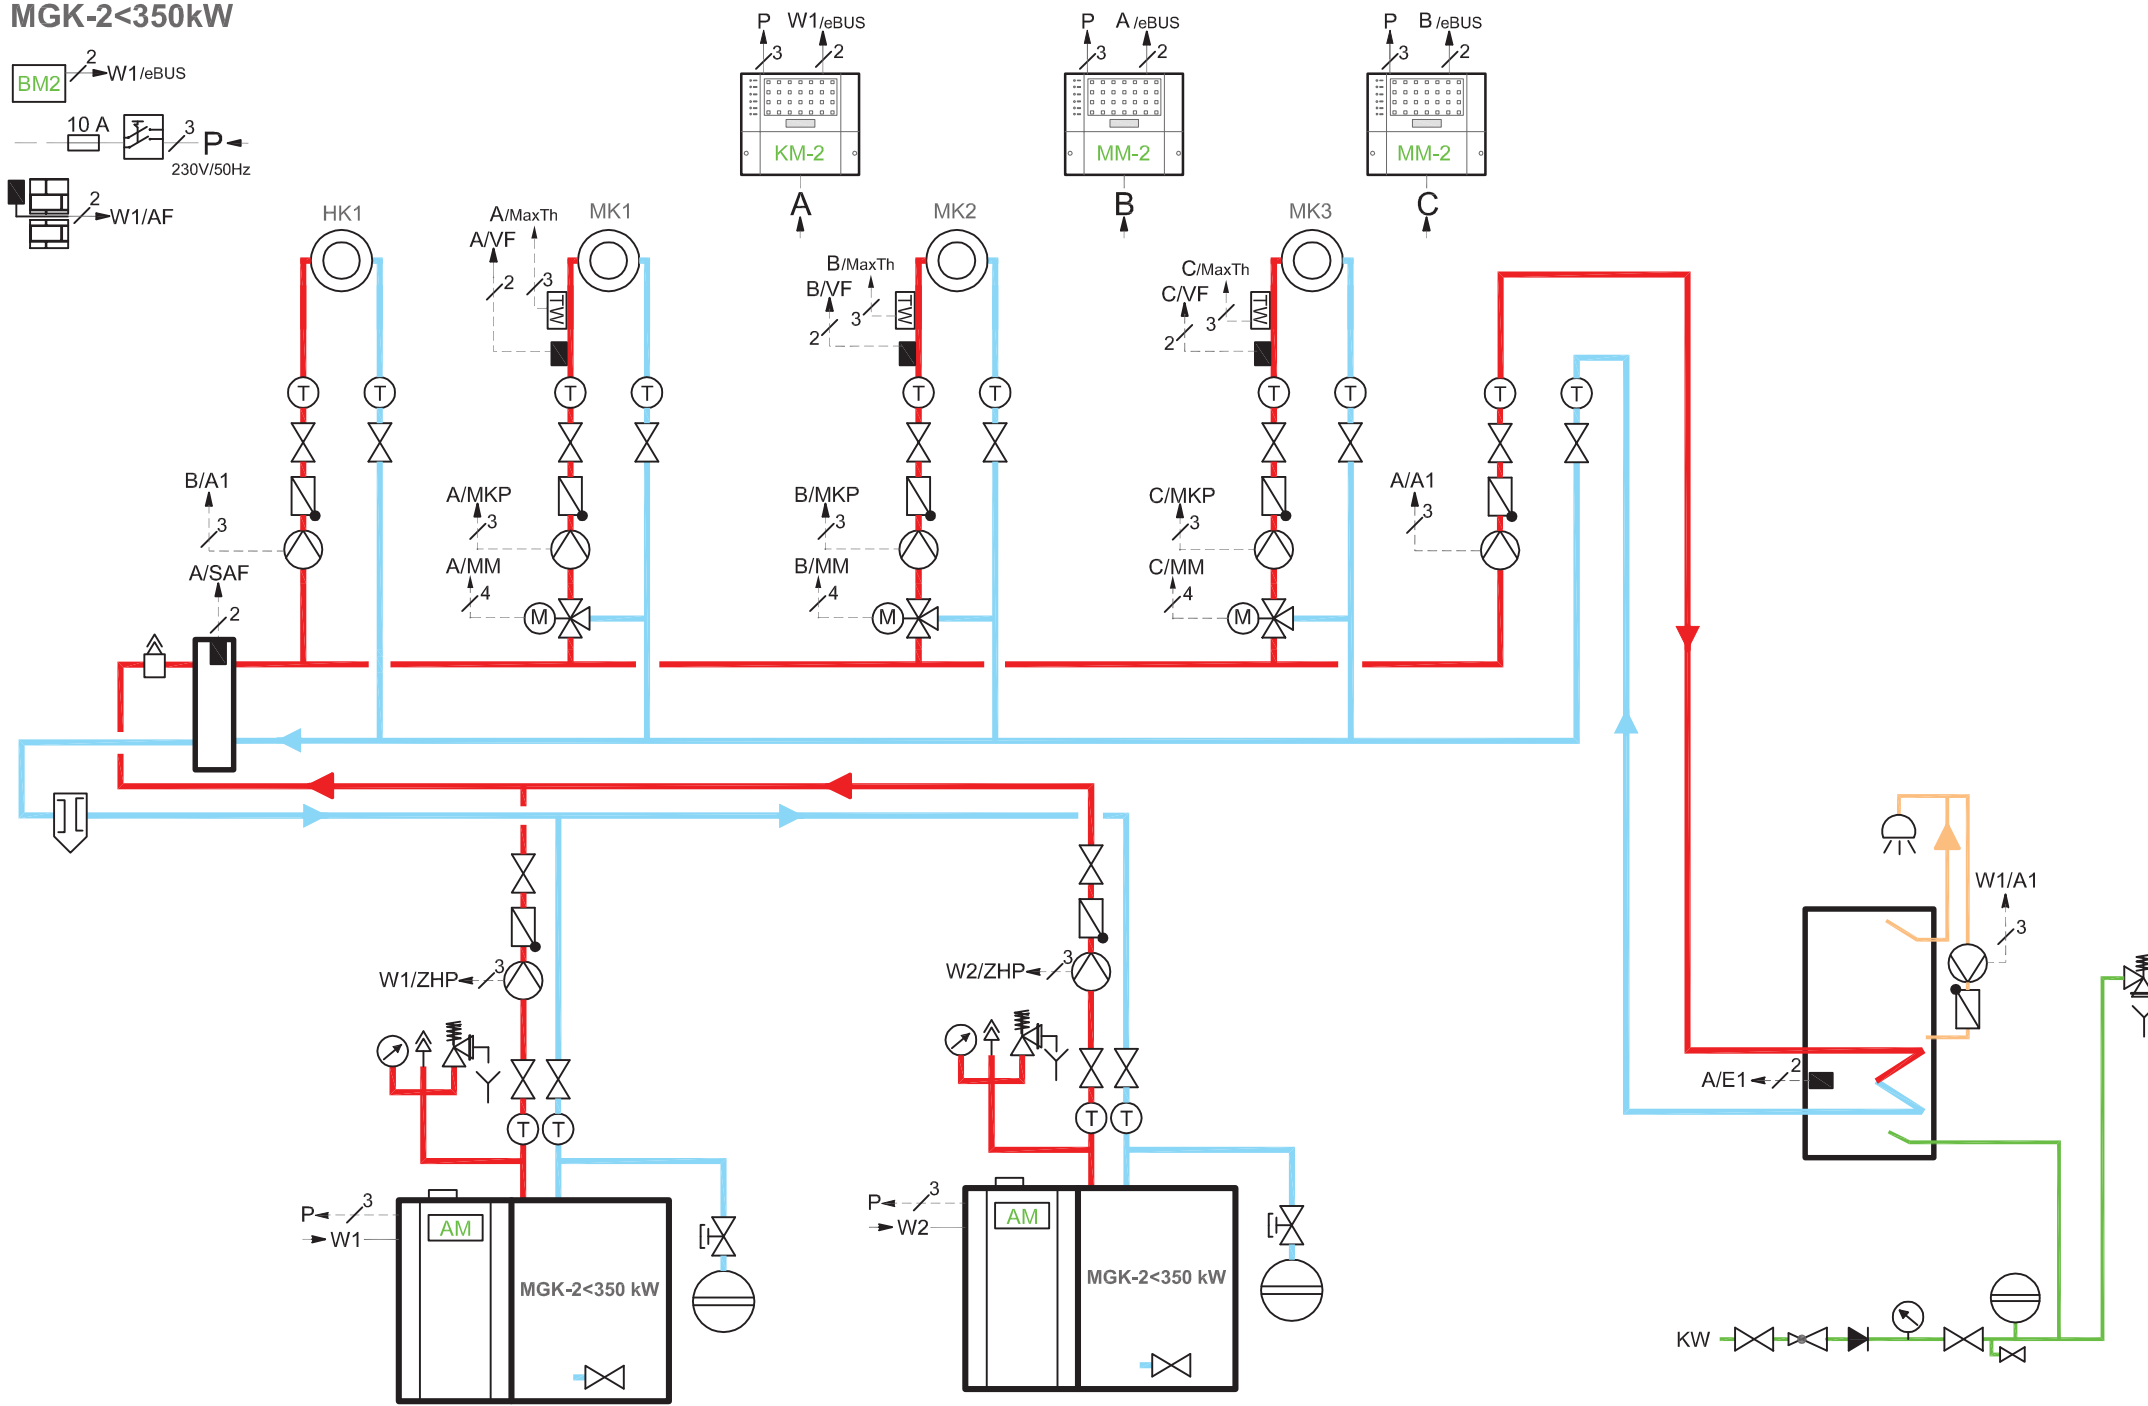 MGK-2<350kW
BM2
2
W1/eBUS
10 A
3
P
230V/50Hz
2
W1/AF
P
W1/eBUS
3
2
KM-2
A
P
A/eBUS
3
2
MM-2
B
P
B/eBUS
3
2
MM-2
C
HK1
MK1
MK2
MK3
A/MaxTh
A/VF
2
3
TW
B/MaxTh
B/VF
2
3
TW
C/MaxTh
C/VF
2
3
TW
T
T
T
T
T
T
T
T
T
T
B/A1
3
A/MKP
3
B/MKP
3
C/MKP
3
A/A1
3
A/SAF
2
A/MM
4
M
B/MM
4
M
C/MM
4
M
W1/ZHP
3
W2/ZHP
3
W1/A1
3
A/E1
2
T
T
T
T
P
3
W1
AM
MGK-2<350 kW
P
3
W2
AM
MGK-2<350 kW
KW